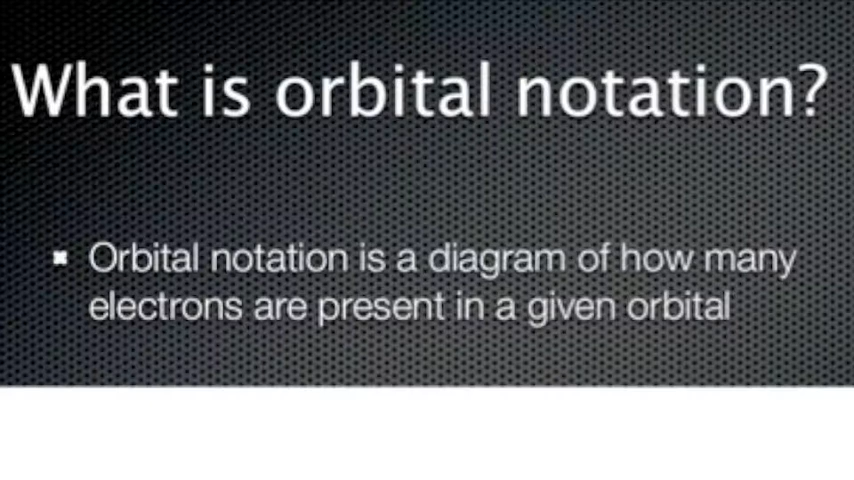 What is orbital notation?
Orbital notation is a diagram of how many
electrons are present in a given orbital